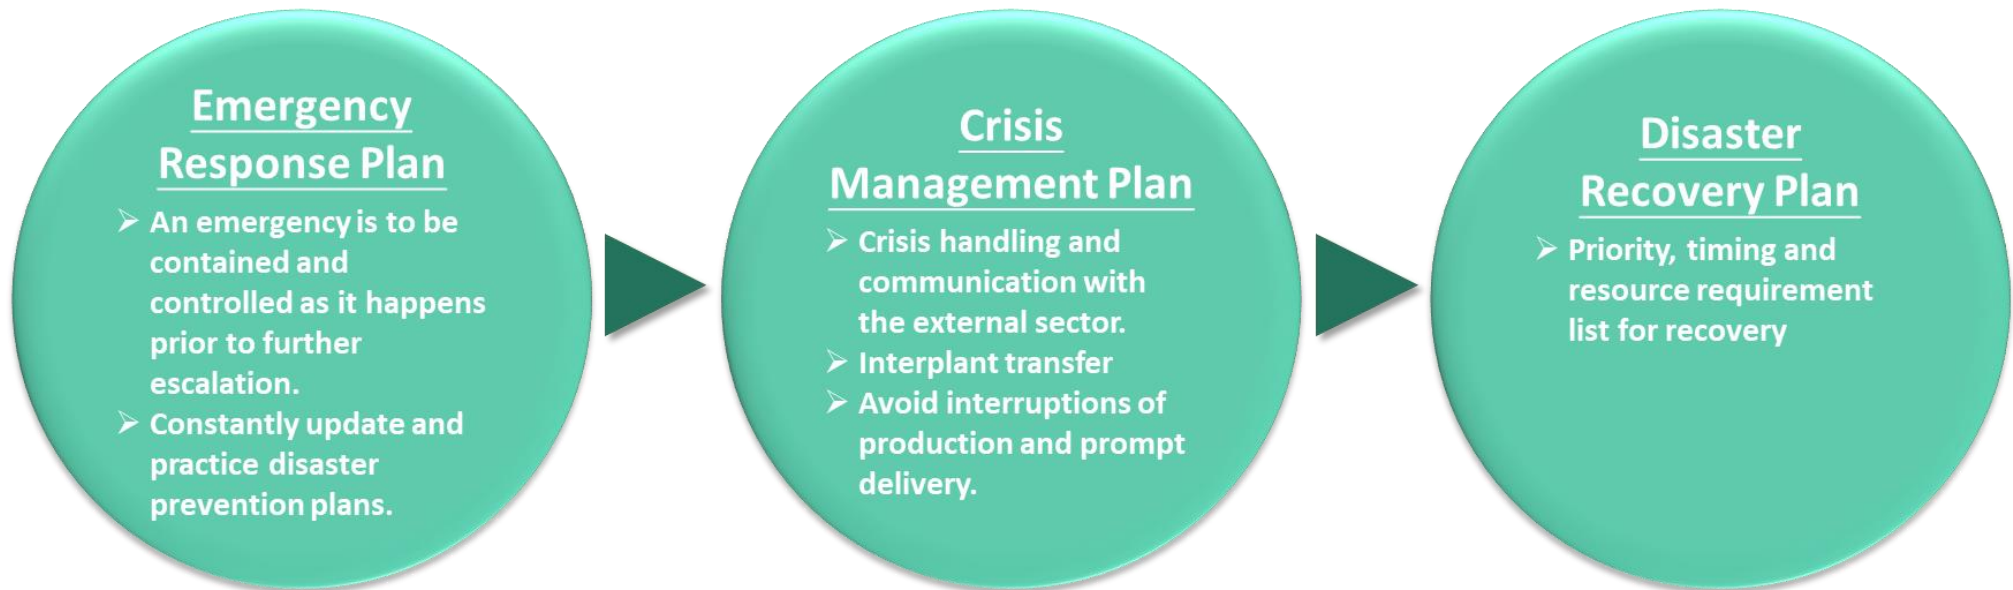 Emergency
Response Plan
➢ An emergency is to be
contained and
controlled as it happens
prior to further
escalation.
➢ Constantly update and
practice disaster
prevention plans.
Crisis
Management Plan
➢ Crisis handling and
communication with
the external sector.
➢ Interplant transfer
➢ Avoid interruptions of
production and prompt
delivery.
Disaster
Recovery Plan
➢ Priority, timing and
resource requirement
list for recovery